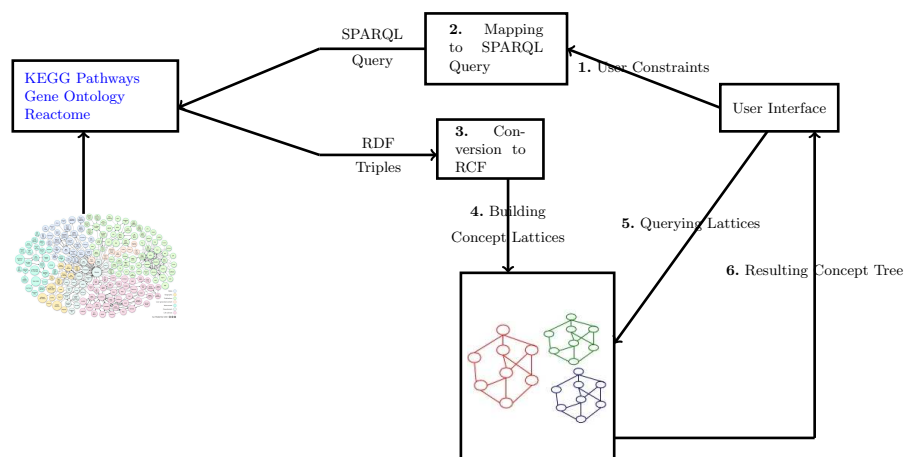 SPARQL
Query
2. Mapping
to SPARQL
Query
1. User Constraints
KEGG Pathways
Gene Ontology
Reactome
User Interface
RDF
Triples
3. Con-
version to
RCF
4. Building
Concept Lattices
5. Querying Lattices
6. Resulting Concept Tree